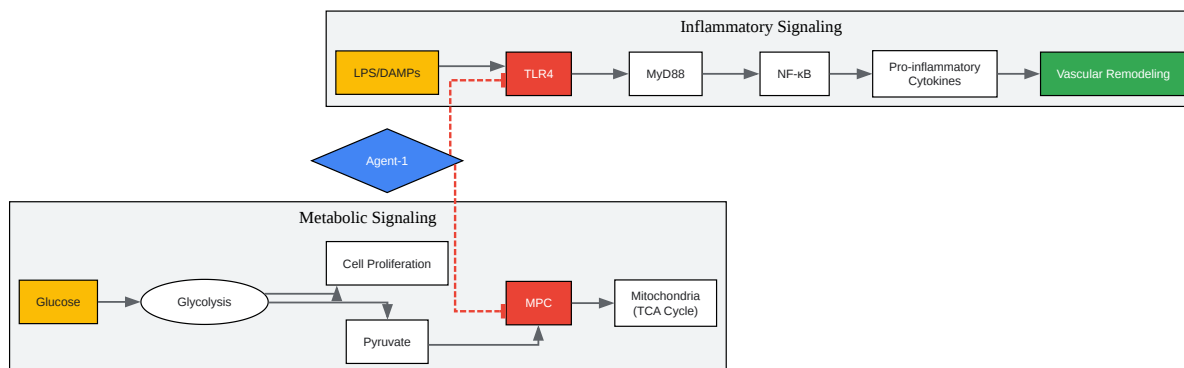 Inflammatory Signaling
LPS/DAMPs
TLR4
MyD88
NF-κB
Pro-inflammatory
Cytokines
Vascular Remodeling
Agent-1
Metabolic Signaling
Cell Proliferation
Glucose
Glycolysis
MPC
Mitochondria
(TCA Cycle)
Pyruvate